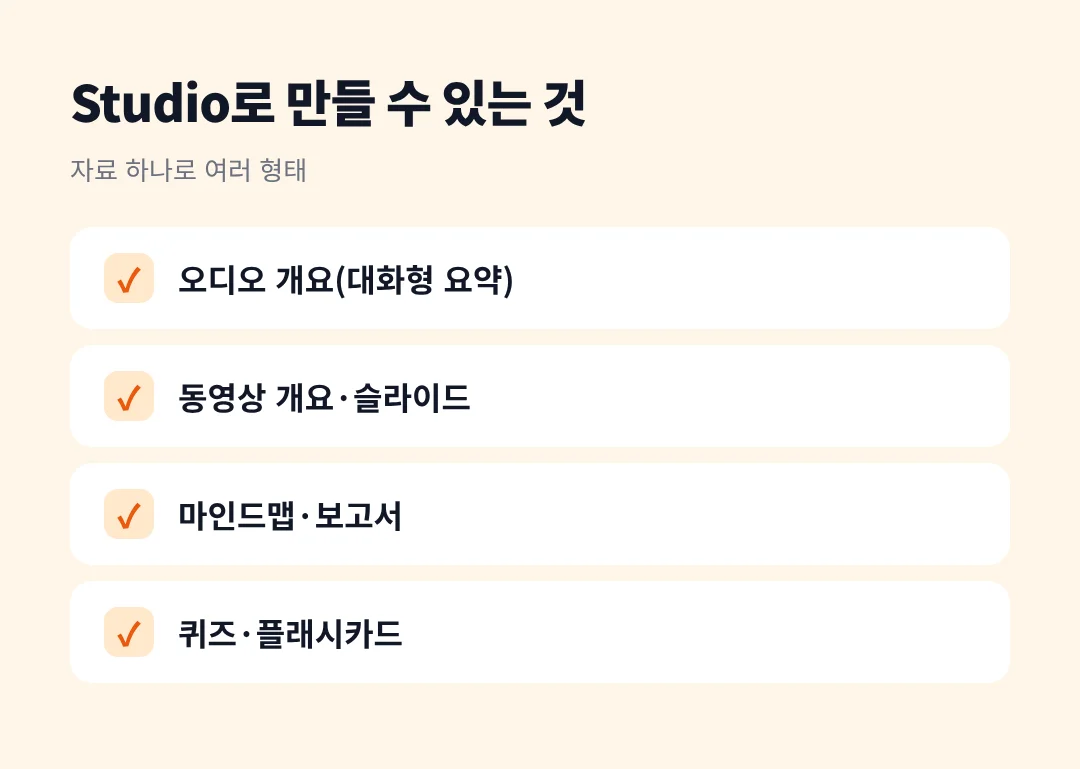 Studio로 만들 수 있는 것
자료 하나로 여러 형태
✓ 오디오 개요(대화형 요약)
✓ 동영상 개요·슬라이드
✓ 마인드맵·보고서
✓ 퀴즈·플래시카드